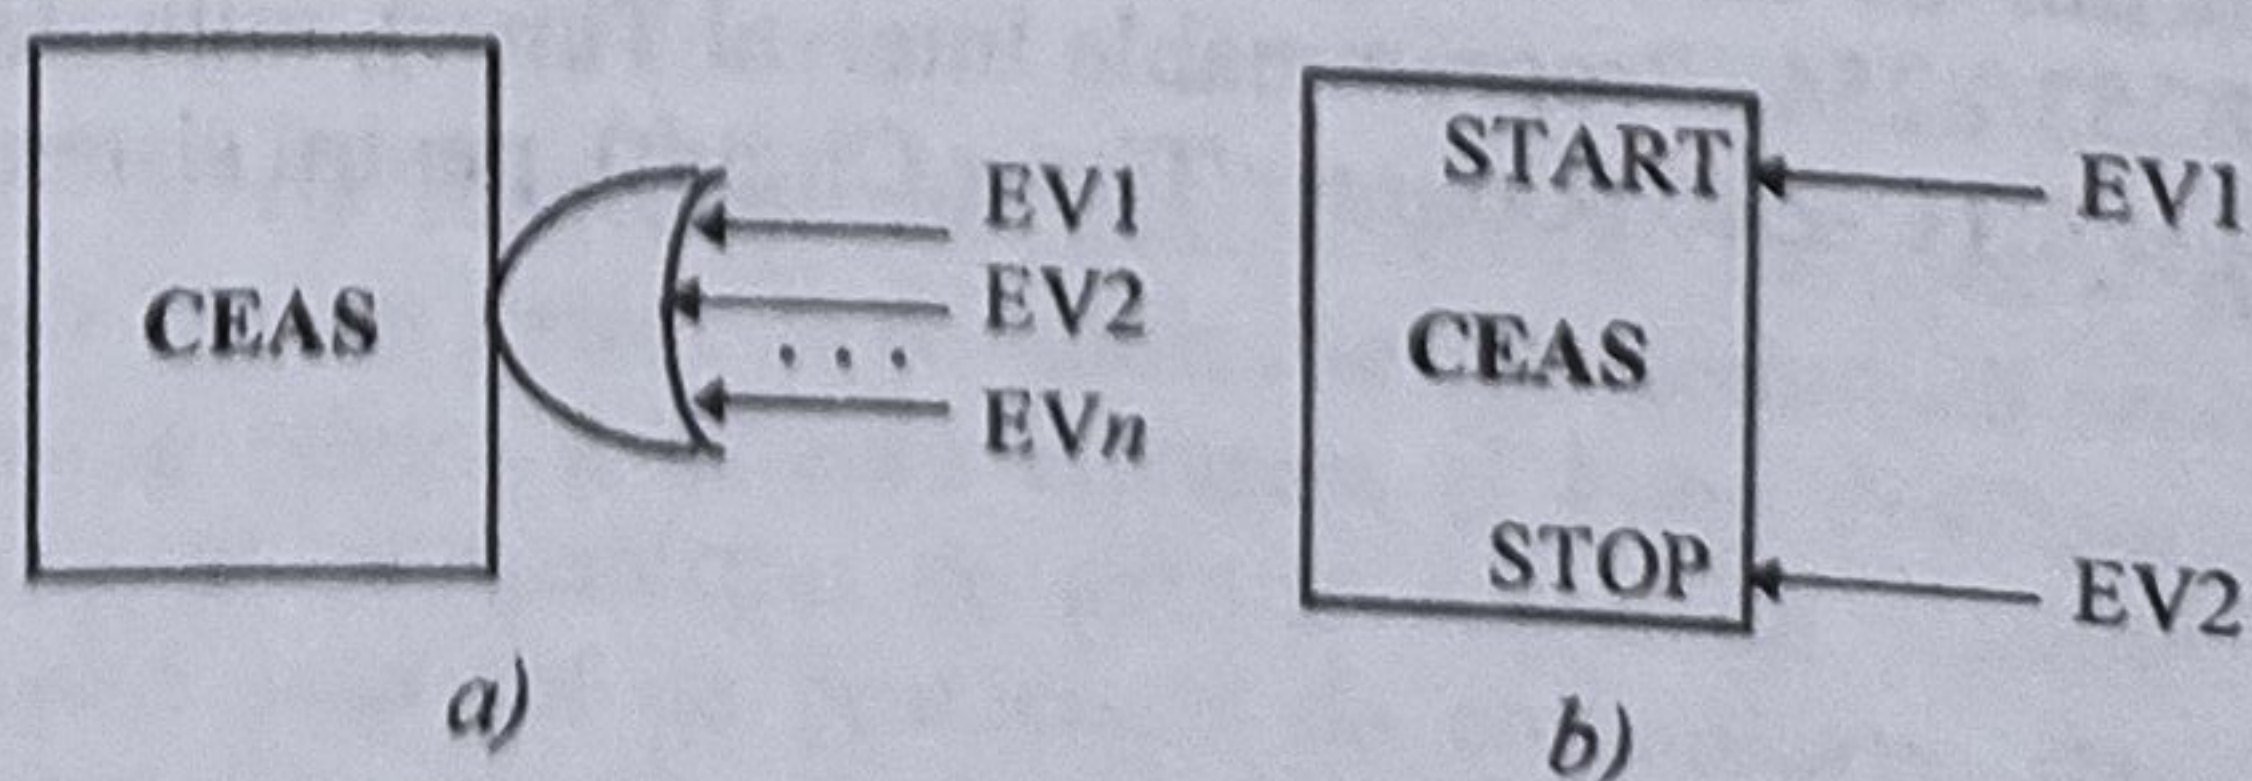 CEAS
EV1
EV2
. . .
EVn
a)
START
CEAS
STOP
EV1
EV2
b)